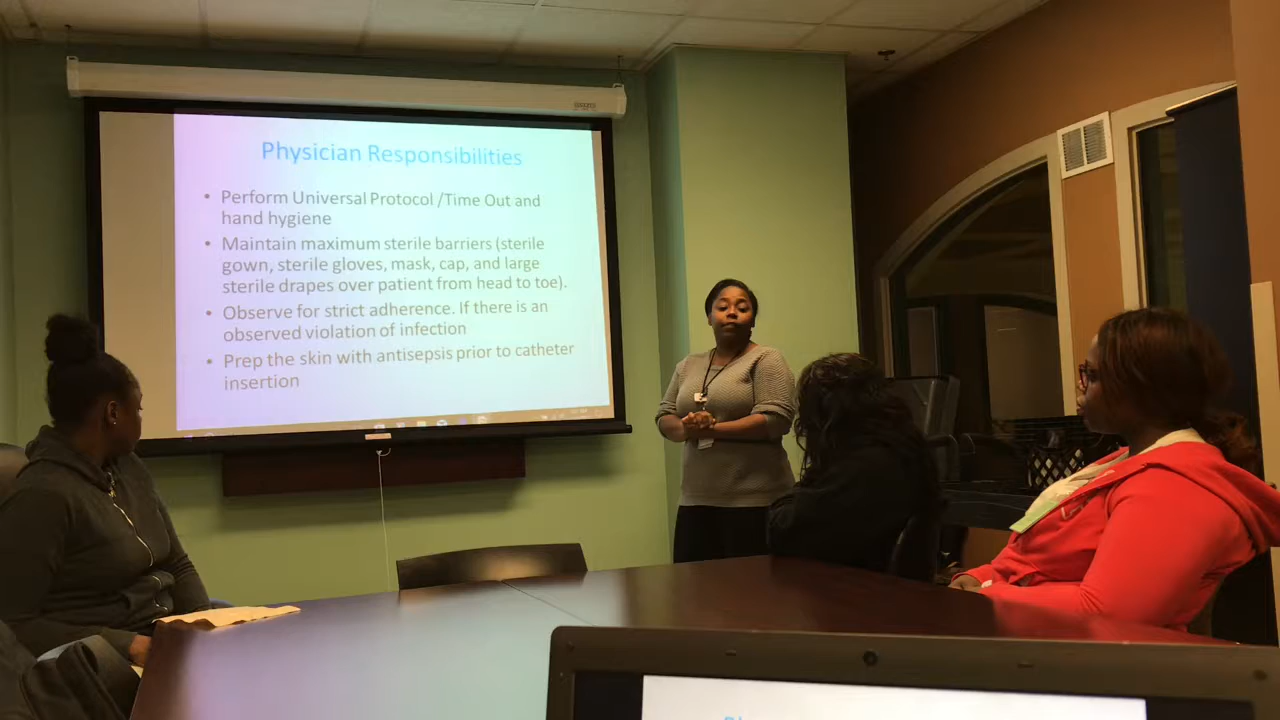 Physician Responsibilities
• Perform Universal Protocol /Time Out and
hand hygiene
• Maintain maximum sterile barriers (sterile
gown, sterile gloves, mask, cap, and large
sterile drapes over patient from head to toe).
• Observe for strict adherence. If there is an
observed violation of infection
• Prep the skin with antisepsis prior to catheter
insertion